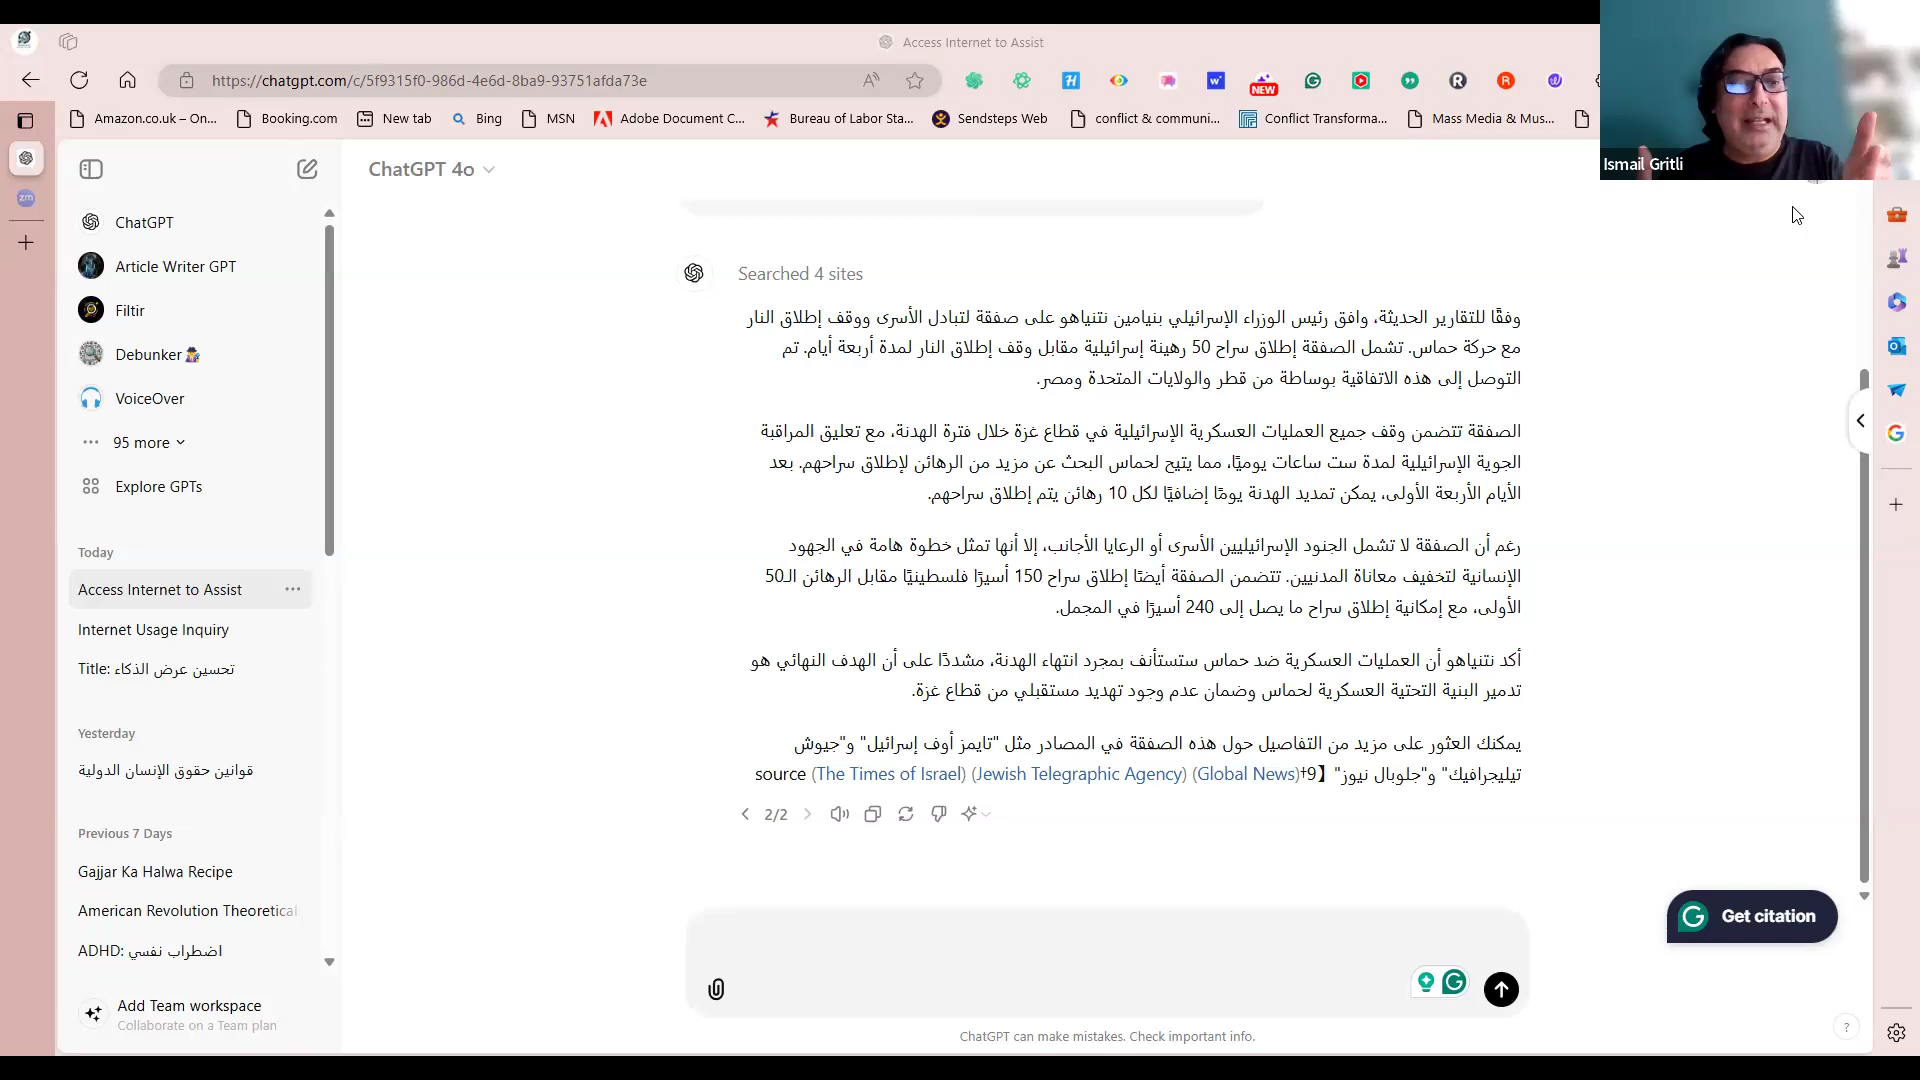 Access Internet to Assist
https://chatgpt.com/c/5f9315f0-986d-4e6d-8ba9-93751afda73e
NEW
Amazon.co.uk – On...
Booking.com
New tab
Bing
MSN
Adobe Document C...
Bureau of Labor Sta...
Sendsteps Web
conflict & communi...
Conflict Transforma...
Mass Media & Mus...
Ismail Gritli
zm
ChatGPT
Article Writer GPT
Filtir
Debunker
VoiceOver
95 more
Explore GPTs
Today
Access Internet to Assist
Internet Usage Inquiry
Title: تحسين عرض الذكاء
Yesterday
قوانين حقوق الإنسان الدولية
Previous 7 Days
Gajjar Ka Halwa Recipe
American Revolution Theoretical
ADHD: اضطراب نفسي
Add Team workspace
Collaborate on a Team plan
ChatGPT 4o
Searched 4 sites
وفقًا للتقارير الحديثة، وافق رئيس الوزراء الإسرائيلي بنيامين نتنياهو على صفقة لتبادل الأسرى ووقف إطلاق النار
مع حركة حماس. تشمل الصفقة إطلاق سراح 50 رهينة إسرائيلية مقابل وقف إطلاق النار لمدة أربعة أيام. تم
التوصل إلى هذه الاتفاقية بوساطة من قطر والولايات المتحدة ومصر.
الصفقة تتضمن وقف جميع العمليات العسكرية الإسرائيلية في قطاع غزة خلال فترة الهدنة، مع تعليق المراقبة
الجوية الإسرائيلية لمدة ست ساعات يوميًا، مما يتيح لحماس البحث عن مزيد من الرهائن لإطلاق سراحهم. بعد
الأيام الأربعة الأولى، يمكن تمديد الهدنة يومًا إضافيًا لكل 10 رهائن يتم إطلاق سراحهم.
رغم أن الصفقة لا تشمل الجنود الإسرائيليين الأسرى أو الرعايا الأجانب، إلا أنها تمثل خطوة هامة في الجهود
الإنسانية لتخفيف معاناة المدنيين. تتضمن الصفقة أيضًا إطلاق سراح 150 أسيرًا فلسطينيًا مقابل الرهائن الـ50
الأولى، مع إمكانية إطلاق سراح ما يصل إلى 240 أسيرًا في المجمل.
أكد نتنياهو أن العمليات العسكرية ضد حماس ستستأنف بمجرد انتهاء الهدنة، مشددًا على أن الهدف النهائي هو
تدمير البنية التحتية العسكرية لحماس وضمان عدم وجود تهديد مستقبلي من قطاع غزة.
يمكنك العثور على مزيد من التفاصيل حول هذه الصفقة في المصادر مثل "تايمز أوف إسرائيل" و"جيوش
تيليجرافيك" و"جلوبال نيوز"【9†source (The Times of Israel) (Jewish Telegraphic Agency) (Global News)
2/2
Get citation
ChatGPT can make mistakes. Check important info.
?